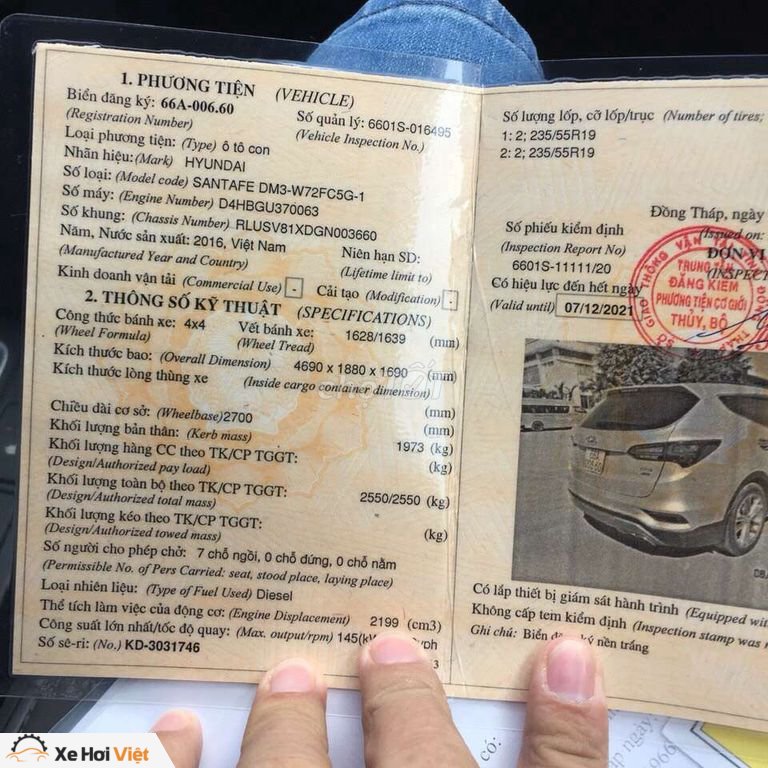 1. PHƯƠNG TIỆN (VEHICLE)
Biển đăng ký: 66A-006.60 Số quản lý: 6601S-016495
(Registration Number) (Vehicle Inspection No.)
Loại phương tiện: (Type) ô tô con
Nhãn hiệu: (Mark) HYUNDAI
Số loại: (Model code) SANTAFE DM3-W72FC5G-1
Số máy: (Engine Number) D4HBGU370063
Số khung: (Chassis Number) RLUSV81XDGN003660
Năm, Nước sản xuất: 2016, Việt Nam Niên hạn SD:
(Manufactured Year and Country) (Lifetime limit to)
Kinh doanh vận tải (Commercial Use) - Cải tạo (Modification) -
2. THÔNG SỐ KỸ THUẬT (SPECIFICATIONS)
Công thức bánh xe: 4x4 Vết bánh xe: 1628/1639 (mm)
(Wheel Formula) (Wheel Tread)
Kích thước bao: (Overall Dimension) 4690 x 1880 x 1690 (mm)
Kích thước lòng thùng xe (Inside cargo container dimension)
(mm)
Chiều dài cơ sở: (Wheelbase) 2700 (mm)
Khối lượng bản thân: (Kerb mass) 1973 (kg)
Khối lượng hàng CC theo TK/CP TGGT: (kg)
(Design/Authorized pay load)
Khối lượng toàn bộ theo TK/CP TGGT: 2550/2550 (kg)
(Design/Authorized total mass)
Khối lượng kéo theo TK/CP TGGT: (kg)
(Design/Authorized towed mass)
Số người cho phép chở: 7 chỗ ngồi, 0 chỗ đứng, 0 chỗ nằm
(Permissible No. of Pers Carried: seat, stood place, laying place)
Loại nhiên liệu: (Type of Fuel Used) Diesel
Thể tích làm việc của động cơ: (Engine Displacement) 2199 (cm3)
Công suất lớn nhất/tốc độ quay: (Max. output/rpm) 145(k vph
Số sê-ri: (No.) KD-3031746
Số lượng lốp, cỡ lốp/trục (Number of tires;
1: 2; 235/55R19
2: 2; 235/55R19
Đồng Tháp, ngày
(Issued on:
Số phiếu kiểm định ĐƠN VỊ
(Inspection Report No) (INSPECT
6601S-11111/20
Có hiệu lực đến hết ngày
(Valid until) 07/12/2021
TRUNG TÂM
ĐĂNG KIỂM
PHƯƠNG TIỆN CƠ GIỚI
THỦY, BỘ
Có lắp thiết bị giám sát hành trình (Equipped wit
Không cấp tem kiểm định (Inspection stamp was
Ghi chú: Biển ký nền trắng
Xe Hơi Việt